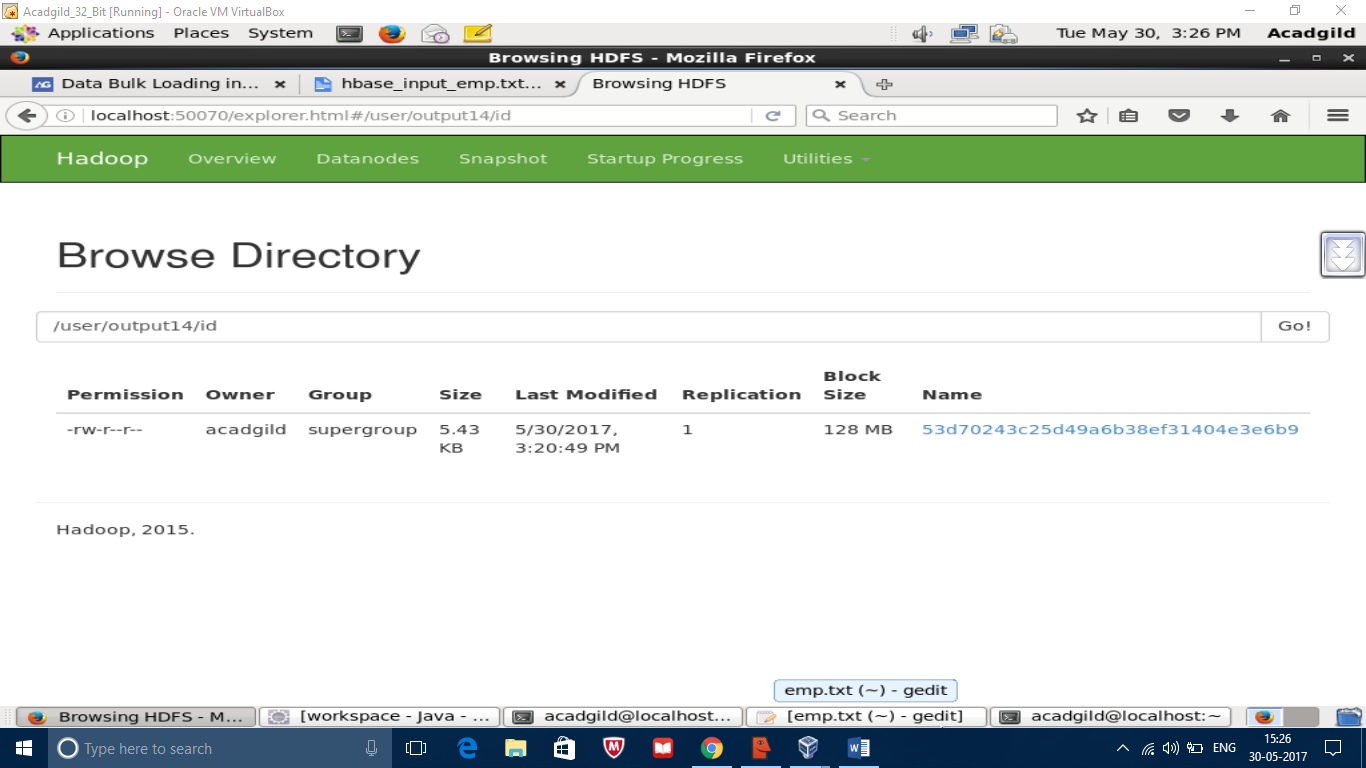 Acadgild_32_Bit [Running] - Oracle VM VirtualBox
Applications Places System Tue May 30, 3:26 PM Acadgild
Browsing HDFS - Mozilla Firefox
Data Bulk Loading in... hbase_input_emp.txt... Browsing HDFS
localhost:50070/explorer.html#/user/output14/id Search
Hadoop Overview Datanodes Snapshot Startup Progress Utilities
Browse Directory
/user/output14/id Go!
Permission Owner Group Size Last Modified Replication Block Size Name
-rw-r--r-- acadgild supergroup 5.43 KB 5/30/2017, 3:20:49 PM 1 128 MB 53d70243c25d49a6b38ef31404e3e6b9
Hadoop, 2015.
emp.txt (~) - gedit
Browsing HDFS - M... [workspace - Java - ... acadgild@localhost... [emp.txt (~) - gedit] acadgild@localhost:~
Type here to search ENG 15:26
30-05-2017